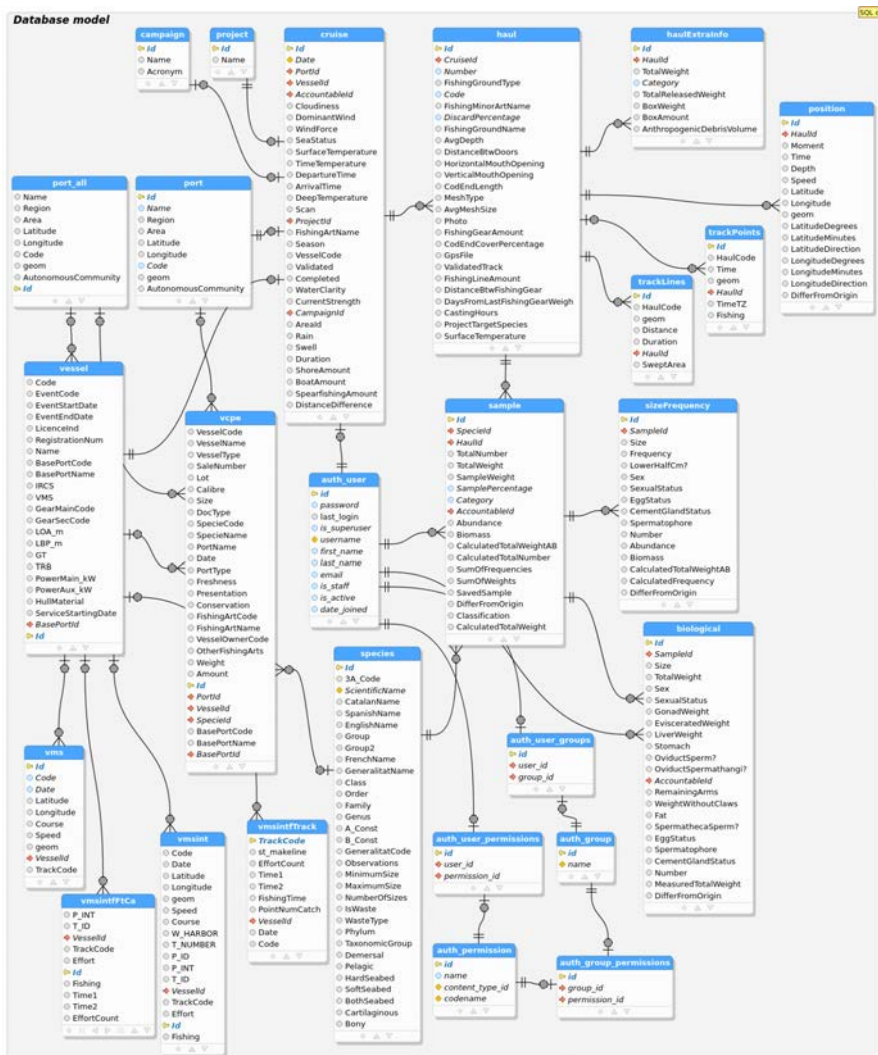 Database model
SQL
campaign
Id
Name
Acronym
project
Id
Name
cruise
Id
Date
PortId
VesselId
AccountableId
Cloudiness
DominantWind
WindForce
SeaStatus
SurfaceTemperature
TimeTemperature
DepartureTime
ArrivalTime
DeepTemperature
Scan
ProjectId
FishingArtName
Season
VesselCode
Validated
Completed
WaterClarity
CurrentStrength
CampaignId
AreaId
Rain
Swell
Duration
ShoreAmount
BoatAmount
SpearfishingAmount
DistanceDifference
haul
Id
CruiseId
Number
FishingGroundType
Code
FishingMinorArtName
DiscardPercentage
FishingGroundName
AvgDepth
DistanceBtwDoors
HorizontalMouthOpening
VerticalMouthOpening
CodEndLength
MeshType
AvgMeshSize
Photo
FishingGearAmount
CodEndCoverPercentage
GpsFile
ValidatedTrack
FishingLineAmount
DistanceBtwFishingGear
DaysFromLastFishingGearWeigh
CastingHours
ProjectTargetSpecies
SurfaceTemperature
haulExtraInfo
Id
HaulId
TotalWeight
Category
TotalReleasedWeight
BoxWeight
BoxAmount
AnthropogenicDebrisVolume
position
Id
HaulId
Moment
Time
Depth
Speed
Latitude
Longitude
geom
LatitudeDegrees
LatitudeMinutes
LatitudeDirection
LongitudeDegrees
LongitudeMinutes
LongitudeDirection
DifferFromOrigin
port_all
Name
Region
Area
Latitude
Longitude
Code
geom
AutonomousCommunity
Id
port
Id
Name
Region
Area
Latitude
Longitude
Code
geom
AutonomousCommunity
trackPoints
Id
HaulCode
Time
geom
HaulId
TimeTZ
Fishing
trackLines
Id
HaulCode
geom
Distance
Duration
HaulId
SweptArea
vessel
Code
EventCode
EventStartDate
EventEndDate
LicenceInd
RegistrationNum
Name
BasePortCode
BasePortName
IRCS
VMS
GearMainCode
GearSecCode
LOA_m
LBP_m
GT
TRB
PowerMain_kW
PowerAux_kW
HullMaterial
ServiceStartingDate
BasePortId
Id
vcpe
VesselCode
VesselName
VesselType
SaleNumber
Lot
Calibre
Size
DocType
SpecieCode
SpecieName
PortName
Date
PortType
Freshness
Presentation
Conservation
FishingArtCode
FishingArtName
VesselOwnerCode
OtherFishingArts
Weight
Amount
Id
PortId
VesselId
SpecieId
BasePortCode
BasePortName
BasePortId
auth_user
id
password
last_login
is_superuser
username
first_name
last_name
email
is_staff
is_active
date_joined
sample
Id
SpecieId
HaulId
TotalNumber
TotalWeight
SampleWeight
SamplePercentage
Category
AccountableId
Abundance
Biomass
CalculatedTotalWeightAB
CalculatedTotalNumber
SumOfFrequencies
SumOfWeights
SavedSample
DifferFromOrigin
Classification
CalculatedTotalWeight
sizeFrequency
Id
SampleId
Size
Frequency
LowerHalfCm?
Sex
SexualStatus
EggStatus
CementGlandStatus
Spermatophore
Number
Abundance
Biomass
CalculatedTotalWeightAB
CalculatedFrequency
DifferFromOrigin
biological
Id
SampleId
Size
TotalWeight
Sex
SexualStatus
GonadWeight
EvisceratedWeight
LiverWeight
Stomach
OviductSperm?
OviductSpermathangi?
AccountableId
RemainingArms
WeightWithoutClaws
Fat
SpermathecaSperm?
EggStatus
Spermatophore
CementGlandStatus
Number
MeasuredTotalWeight
DifferFromOrigin
species
Id
3A_Code
ScientificName
CatalanName
SpanishName
EnglishName
Group
Group2
FrenchName
GeneralitatName
Class
Order
Family
Genus
A_Const
B_Const
GeneralitatCode
Observations
MinimumSize
MaximumSize
NumberOfSizes
IsWaste
WasteType
Phylum
TaxonomicGroup
Demersal
Pelagic
HardSeabed
SoftSeabed
BothSeabed
Cartilaginous
Bony
vms
Id
Code
Date
Latitude
Longitude
Course
Speed
geom
VesselId
TrackCode
vmsintfFtCa
P_INT
T_ID
VesselId
TrackCode
Effort
Id
Fishing
Time1
Time2
EffortCount
vmsint
Code
Date
Latitude
Longitude
geom
Speed
Course
W_HARBOR
T_NUMBER
P_ID
P_INT
T_ID
VesselId
TrackCode
Effort
Id
Fishing
vmsintfTrack
TrackCode
st_makeline
EffortCount
Time1
Time2
FishingTime
PointNumCatch
VesselId
Date
Code
auth_user_groups
id
user_id
group_id
auth_user_permissions
id
user_id
permission_id
auth_group
id
name
auth_permission
id
name
content_type_id
codename
auth_group_permissions
id
group_id
permission_id